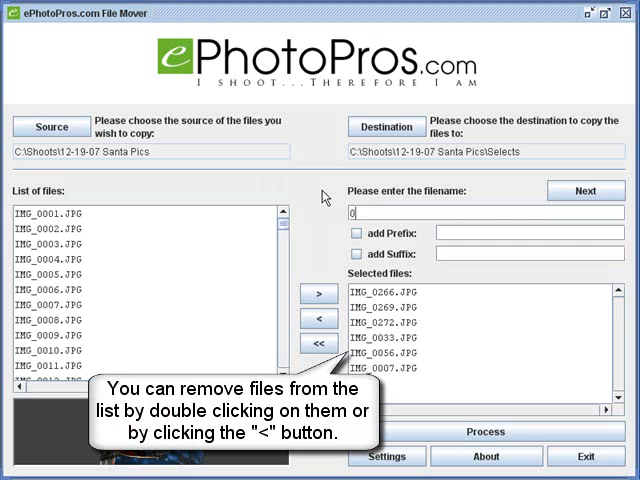 ePhotoPros.com File Mover
ePhotoPros.com
I SHOOT...THEREFORE I AM
Source
Please choose the source of the files you
wish to copy:
Destination
Please choose the destination to copy the
files to:
C:\Shoots\12-19-07 Santa Pics
C:\Shoots\12-19-07 Santa Pics\Selects
List of files:
Please enter the filename:
Next
0
add Prefix:
add Suffix:
IMG_0001.JPG
IMG_0002.JPG
IMG_0003.JPG
IMG_0004.JPG
IMG_0005.JPG
IMG_0006.JPG
IMG_0007.JPG
IMG_0008.JPG
IMG_0009.JPG
IMG_0010.JPG
IMG_0011.JPG
IMG_0012.JPG
>
<
<<
Selected files:
IMG_0266.JPG
IMG_0269.JPG
IMG_0272.JPG
IMG_0033.JPG
IMG_0056.JPG
IMG_0007.JPG
You can remove files from the
list by double clicking on them or
by clicking the "<" button.
Process
Settings
About
Exit